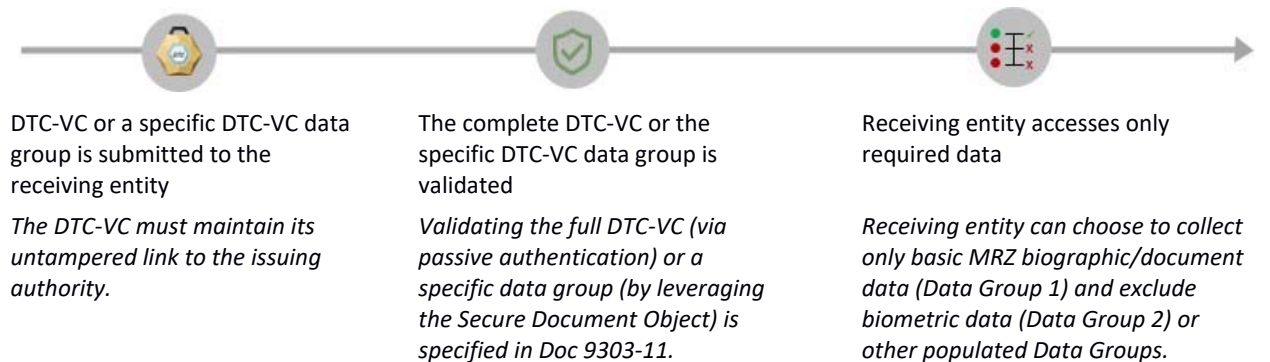 DTC-VC or a specific DTC-VC data
group is submitted to the
receiving entity
The DTC-VC must maintain its
untampered link to the issuing
authority.
The complete DTC-VC or the
specific DTC-VC data group is
validated
Validating the full DTC-VC (via
passive authentication) or a
specific data group (by leveraging
the Secure Document Object) is
specified in Doc 9303-11.
Receiving entity accesses only
required data
Receiving entity can choose to collect
only basic MRZ biographic/document
data (Data Group 1) and exclude
biometric data (Data Group 2) or
other populated Data Groups.